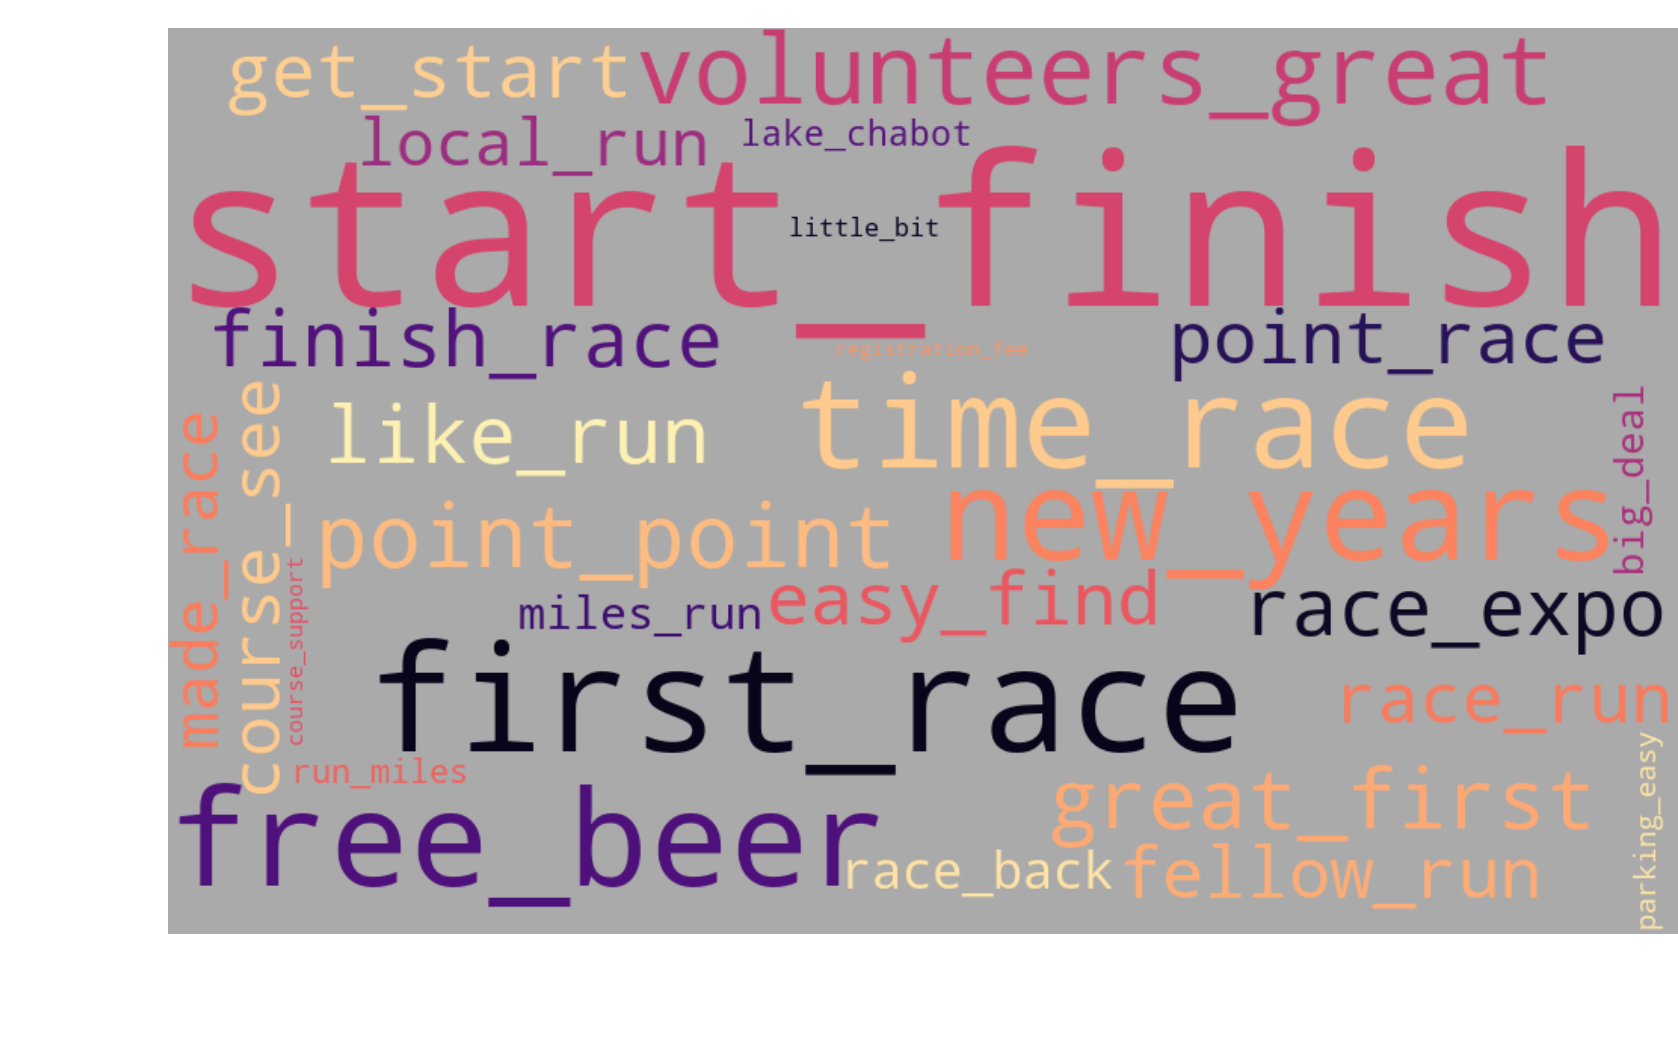 get_start
volunteers_great
local_run
lake_chabot
start_finish
little_bit
finish_race
registration_fee
point_race
made_race
course_see
like_run
time_race
big_deal
point_point
new_years
course_support
miles_run
easy_find
race_expo
first_race
race_run
run_miles
free_beer
great_first
race_back
fellow_run
parking_easy